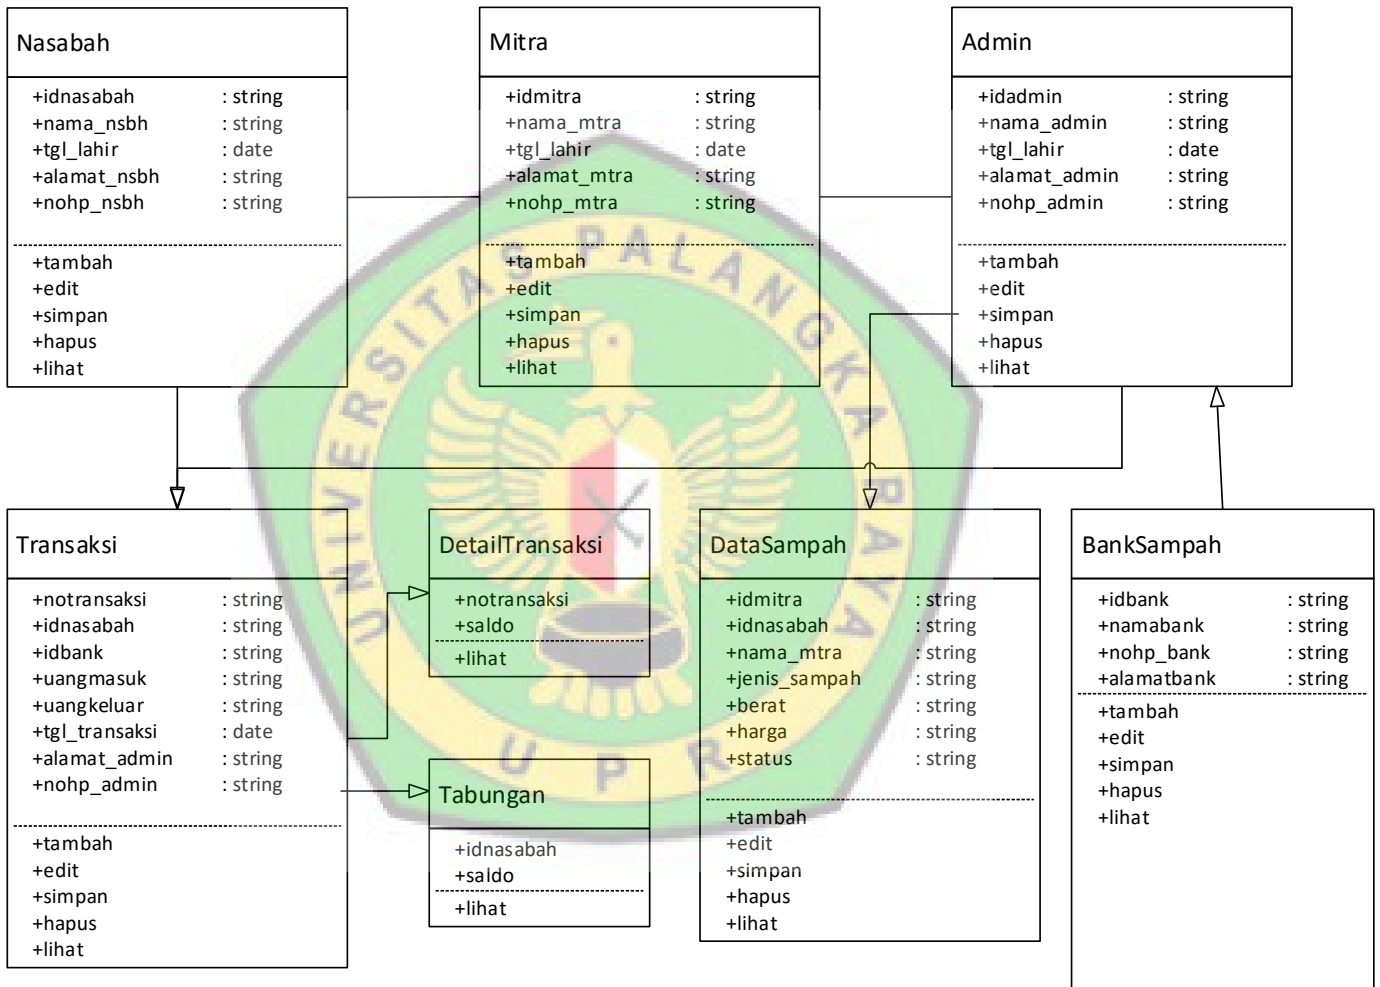 Nasabah
+idnasabah : string
+nama_nsbh : string
+tgl_lahir : date
+alamat_nsbh : string
+nohp_nsbh : string
+tambah
+edit
+simpan
+hapus
+lihat
Mitra
+idmitra : string
+nama_mtra : string
+tgl_lahir : date
+alamat_mtra : string
+nohp_mtra : string
+tambah
+edit
+simpan
+hapus
+lihat
Admin
+idadmin : string
+nama_admin : string
+tgl_lahir : date
+alamat_admin : string
+nohp_admin : string
+tambah
+edit
+simpan
+hapus
+lihat
UNIVERSITAS PALANGKA RAYA
UPR
Transaksi
+notransaksi : string
+idnasabah : string
+idbank : string
+uangmasuk : string
+uangkeluar : string
+tgl_transaksi : date
+alamat_admin : string
+nohp_admin : string
+tambah
+edit
+simpan
+hapus
+lihat
DetailTransaksi
+notransaksi
+saldo
+lihat
Tabungan
+idnasabah
+saldo
+lihat
DataSampah
+idmitra : string
+idnasabah : string
+nama_mtra : string
+jenis_sampah : string
+berat : string
+harga : string
+status : string
+tambah
+edit
+simpan
+hapus
+lihat
BankSampah
+idbank : string
+namabank : string
+nohp_bank : string
+alamatbank : string
+tambah
+edit
+simpan
+hapus
+lihat